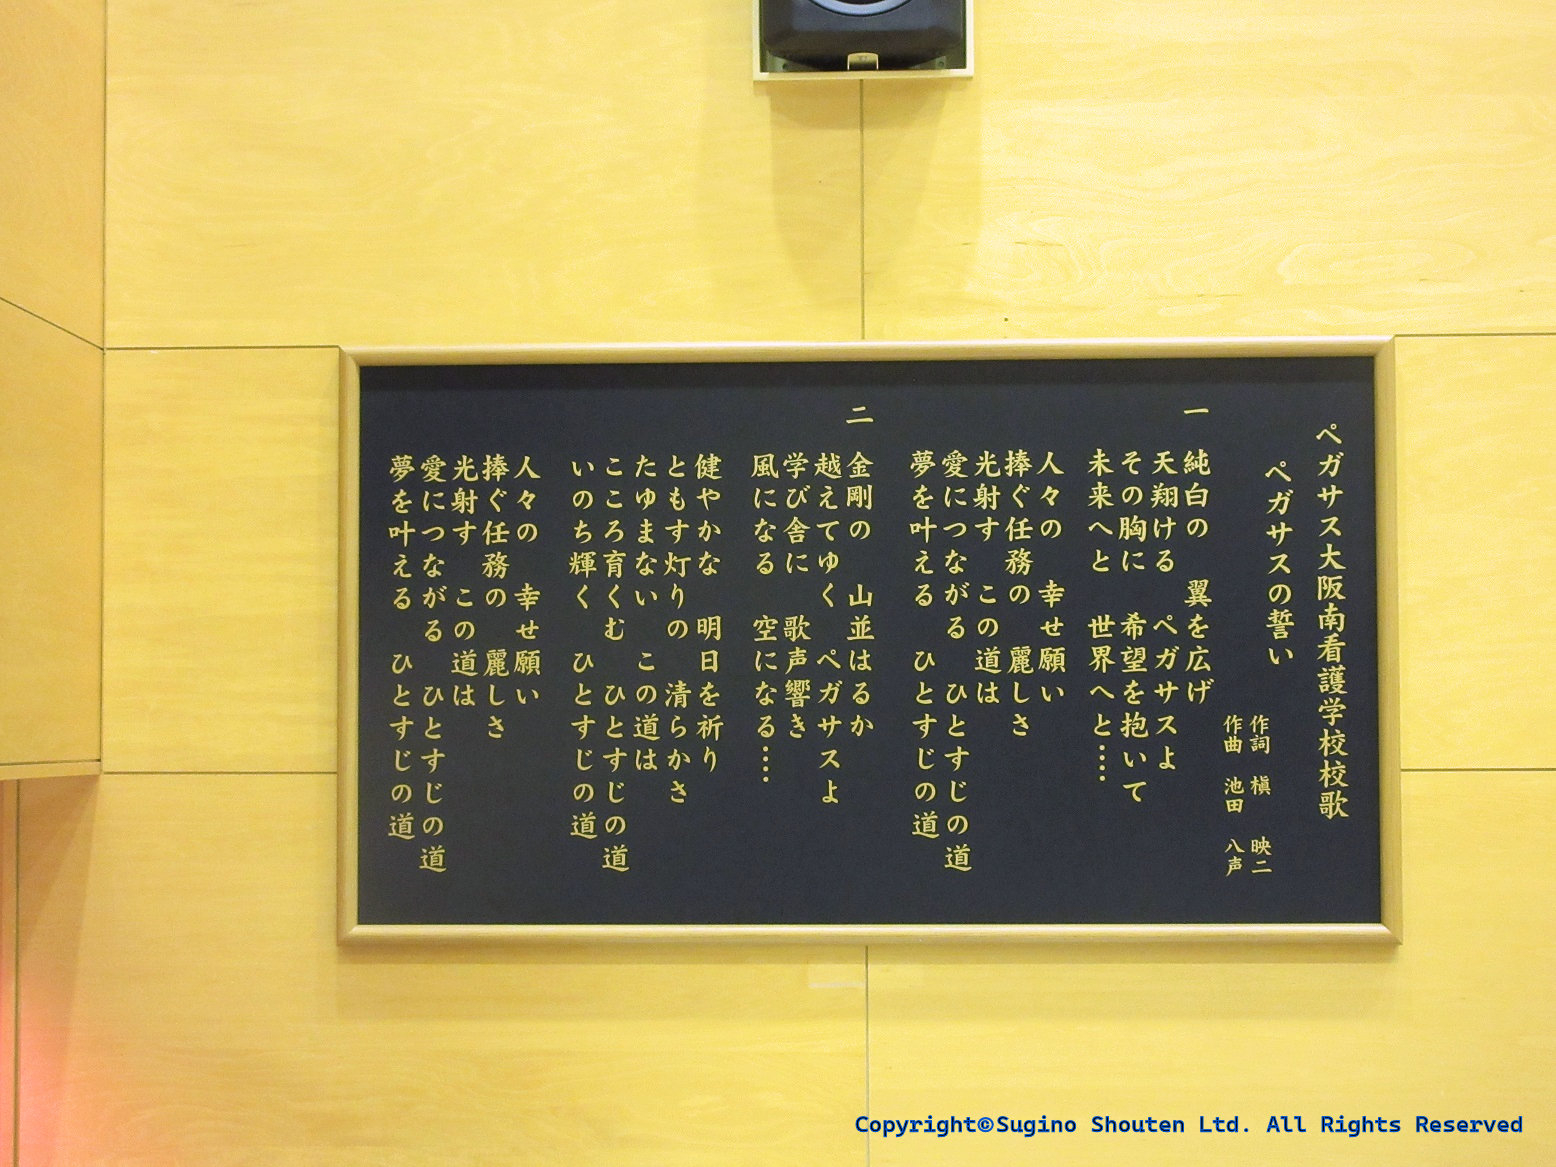 ペガサス大阪南看護学校校歌
ペガサスの誓い
作詞 槇 映二
作曲 池田 八声
一
純白の 翼を広げ
天翔ける ペガサスよ
その胸に 希望を抱いて
未来へと 世界へと……
人々の 幸せ願い
捧ぐ任務の 麗しさ
光射す この道は
愛につながる ひとすじの道
夢を叶える ひとすじの道
二
金剛の 山並はるか
越えてゆく ペガサスよ
学び舎に 歌声響き
風になる 空になる……
健やかな 明日を祈り
ともす灯りの 清らかさ
たゆまない この道は
こころ育くむ ひとすじの道
いのち輝く ひとすじの道
人々の 幸せ願い
捧ぐ任務の 麗しさ
光射す この道は
愛につながる ひとすじの道
夢を叶える ひとすじの道
Copyright©Sugino Shouten Ltd. All Rights Reserved